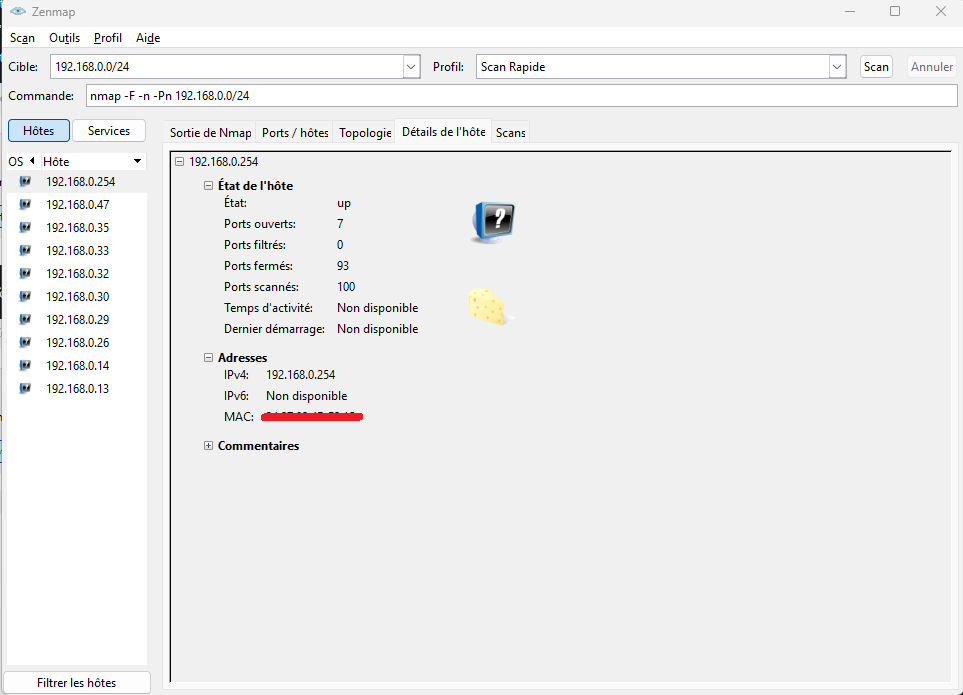 Zenmap
Scan Outils Profil Aide
Cible: 192.168.0.0/24 Profil: Scan Rapide Scan Annuler
Commande: nmap -F -n -Pn 192.168.0.0/24
Hôtes Services
OS Hôte
192.168.0.254
192.168.0.47
192.168.0.35
192.168.0.33
192.168.0.32
192.168.0.30
192.168.0.29
192.168.0.26
192.168.0.14
192.168.0.13
Filtrer les hôtes
Sortie de Nmap Ports / hôtes Topologie Détails de l'hôte Scans
192.168.0.254
État de l'hôte
État: up
Ports ouverts: 7
Ports filtrés: 0
Ports fermés: 93
Ports scannés: 100
Temps d'activité: Non disponible
Dernier démarrage: Non disponible
?
Adresses
IPv4: 192.168.0.254
IPv6: Non disponible
MAC:
Commentaires